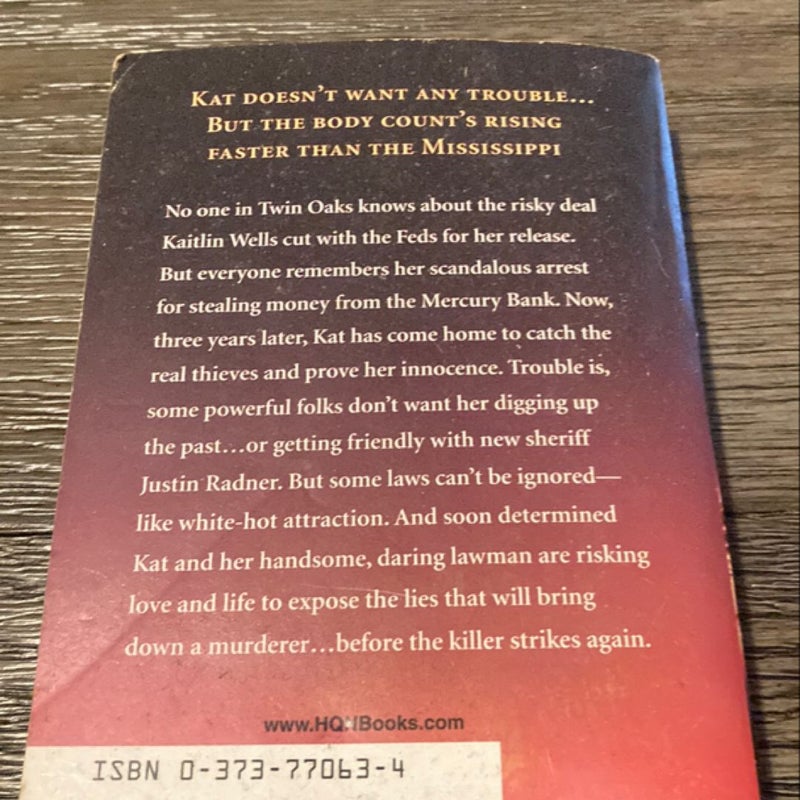 KAT DOESN'T WANT ANY TROUBLE...
BUT THE BODY COUNT'S RISING
FASTER THAN THE MISSISSIPPI
No one in Twin Oaks knows about the risky deal
Kaitlin Wells cut with the Feds for her release.
But everyone remembers her scandalous arrest
for stealing money from the Mercury Bank. Now,
three years later, Kat has come home to catch the
real thieves and prove her innocence. Trouble is,
some powerful folks don't want her digging up
the past...or getting friendly with new sheriff
Justin Radner. But some laws can't be ignored—
like white-hot attraction. And soon determined
Kat and her handsome, daring lawman are risking
love and life to expose the lies that will bring
down a murderer...before the killer strikes again.
www.HQNBooks.com
ISBN 0-373-77063-4